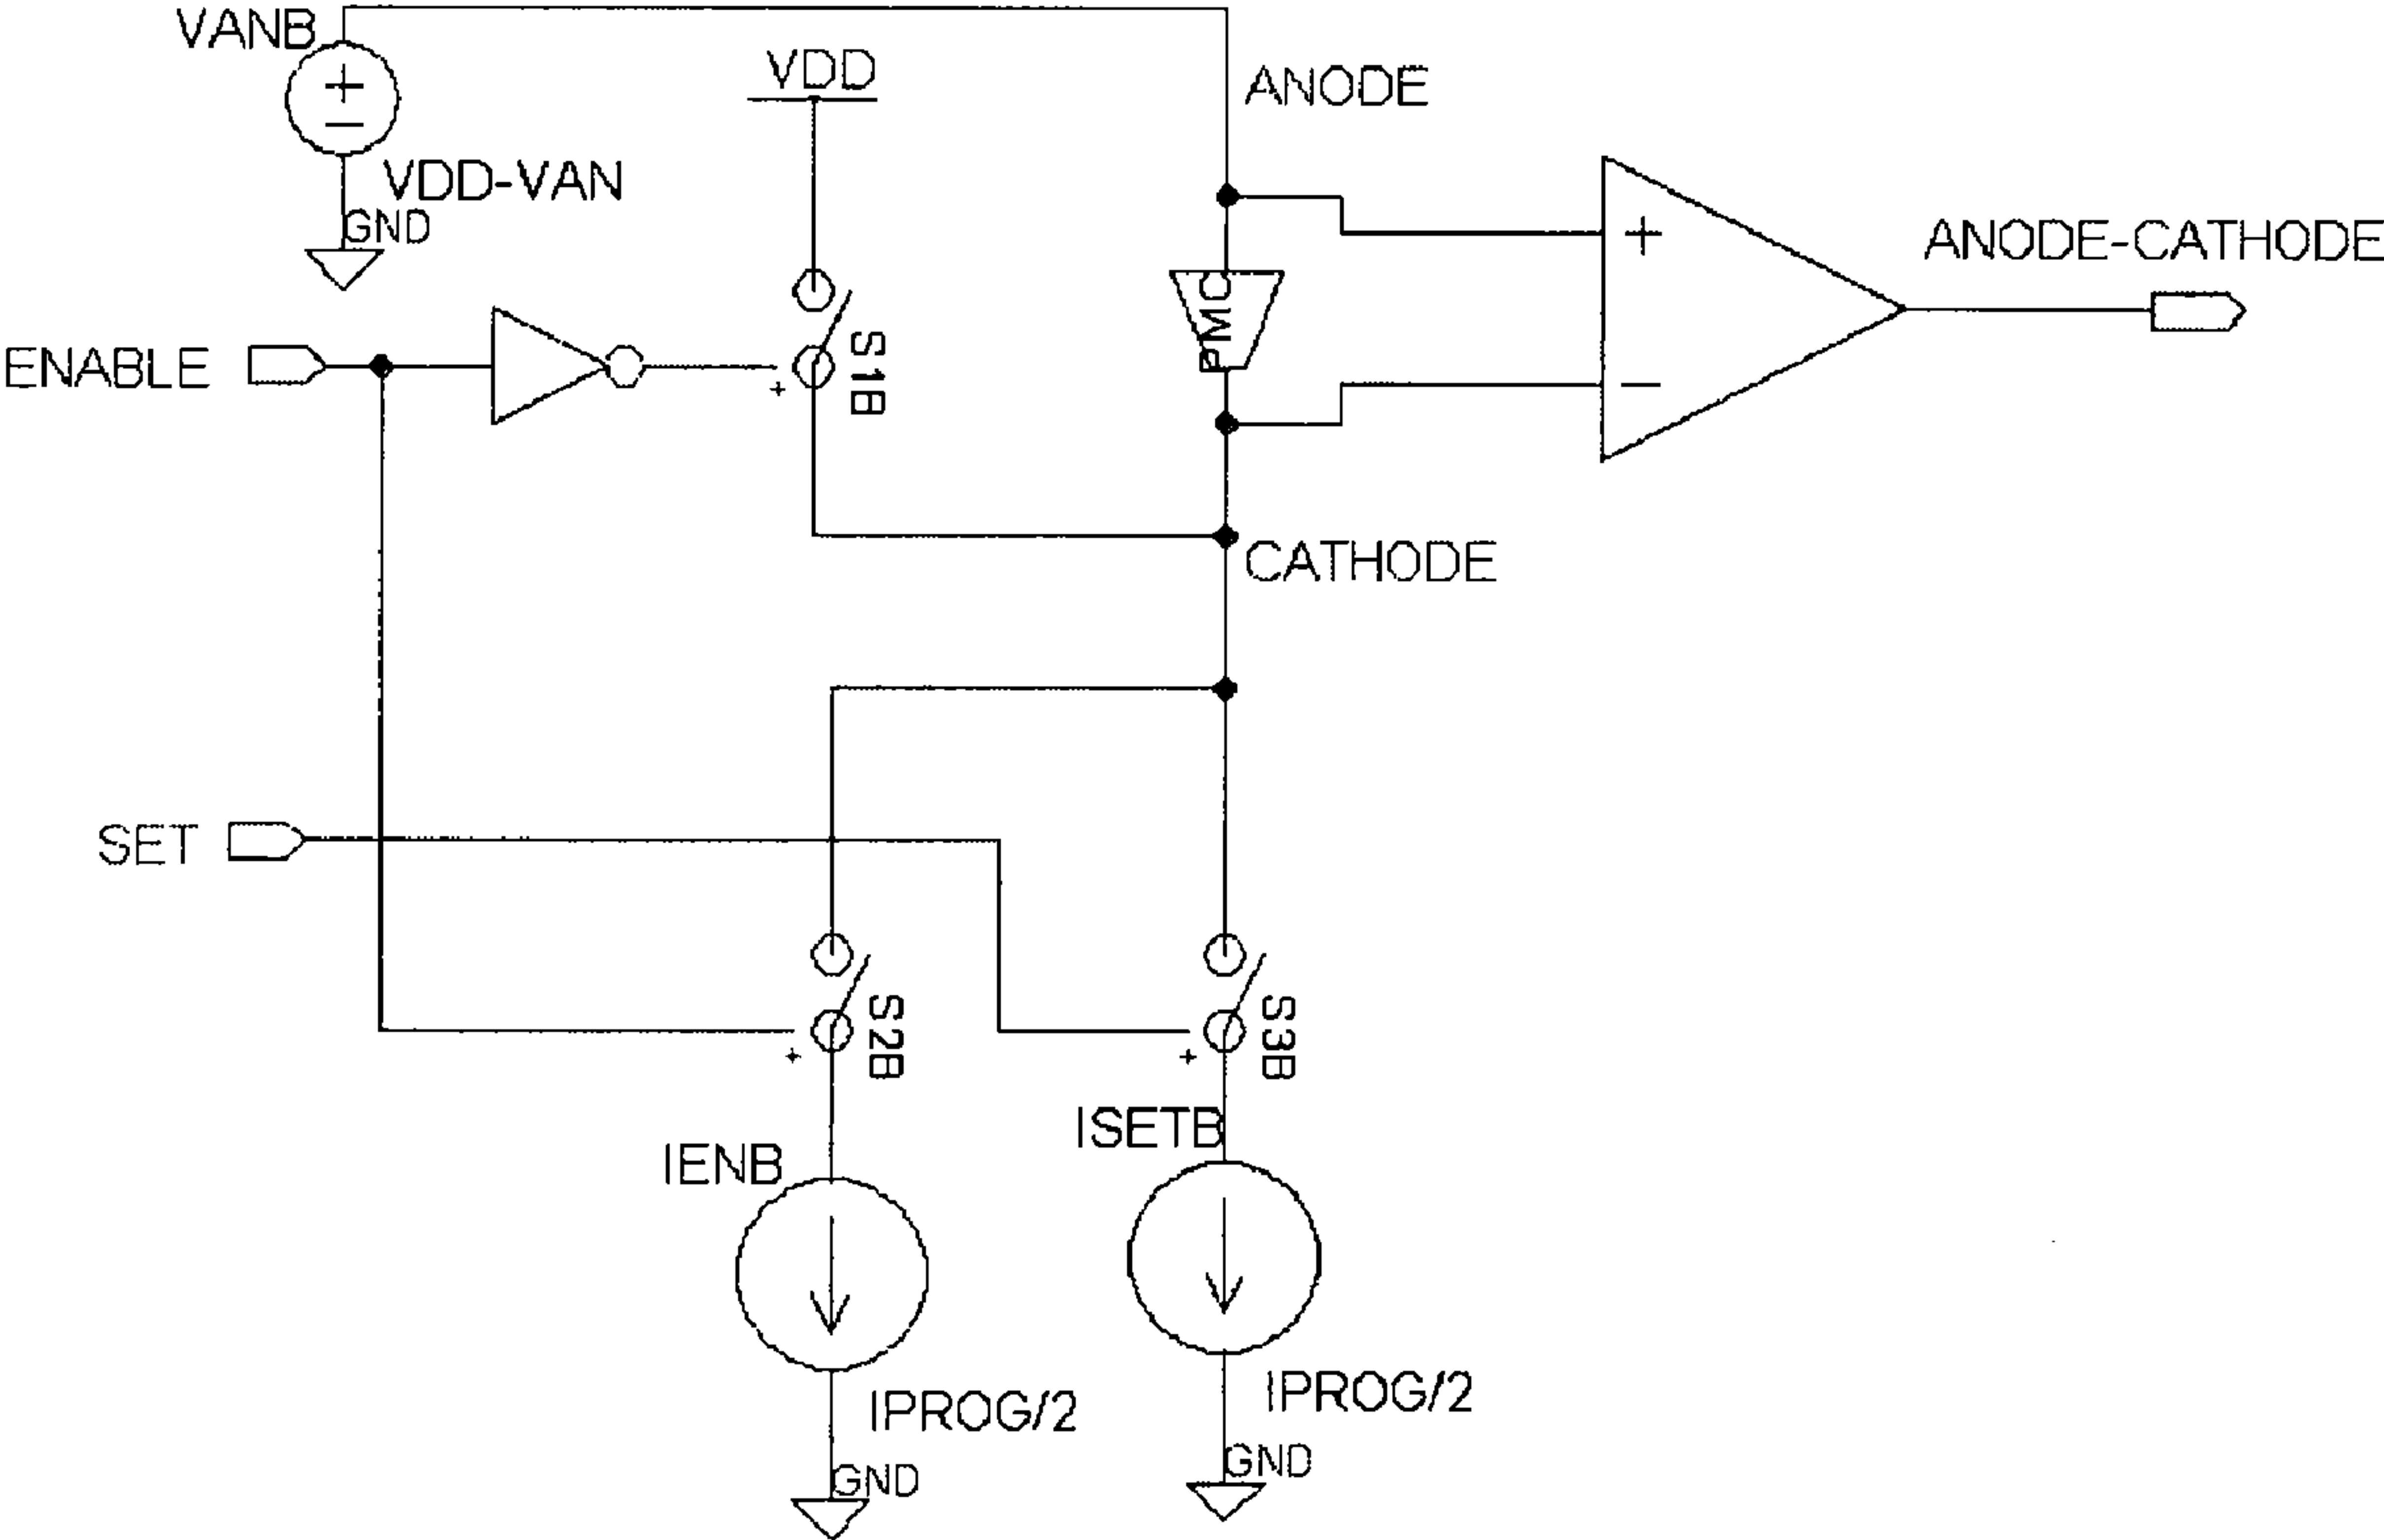 VANB
VDD
ANODE
VDD-VAN
GND
ANODE-CATHODE
PMC
ENABLE
S1B
+
-
CATHODE
SET
S2B
S3B
ISETB
IENB
IPROG/2
IPROG/2
GND
GND